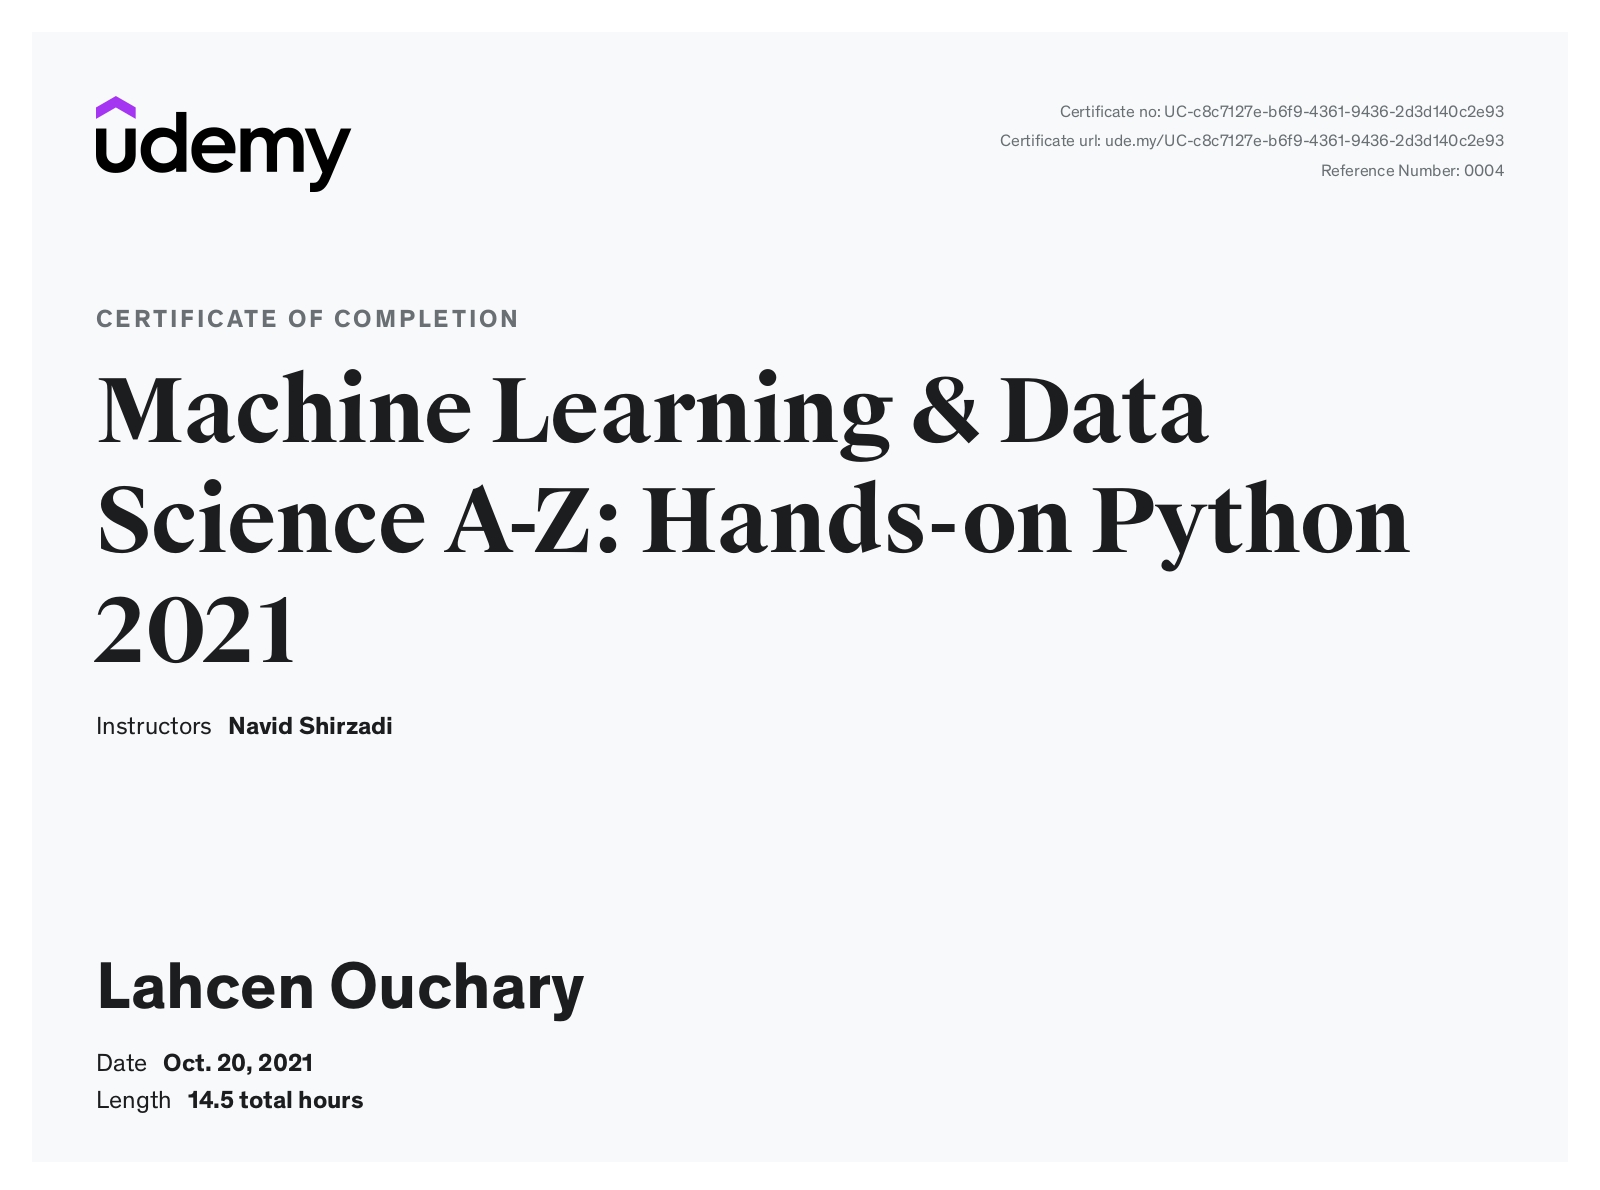 udemy
Certificate no: UC-c8c7127e-b6f9-4361-9436-2d3d140c2e93
Certificate url: ude.my/UC-c8c7127e-b6f9-4361-9436-2d3d140c2e93
Reference Number: 0004
CERTIFICATE OF COMPLETION
Machine Learning & Data
Science A-Z: Hands-on Python
2021
Instructors Navid Shirzadi
Lahcen Ouchary
Date Oct. 20, 2021
Length 14.5 total hours